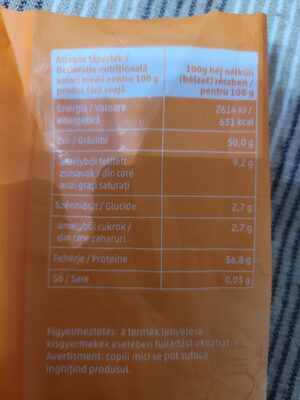 Átlagos tápérték /
Declarație nutrițională -
valori medii pentru 100 g
produs fără coajă
100g héj nélküli
(bélzet) részben /
pentru 100 g
Energia / Valoare
energetică
2614 kJ /
631 kcal
Zsír / Grăsimi
50,0 g
amelyből telített
zsírsavak / din care
acizi grași saturați
9,2 g
Szénhidrát / Glucide
2,7 g
amelyből cukrok /
din care zaharuri
2,7 g
Fehérje / Proteine
36,8 g
Só / Sare
0,03 g
Figyelmeztetés: a termék lenyelése
kisgyermekek esetében fulladást okozhat. /
Avertisment: copiii mici se pot sufoca
înghițind produsul.